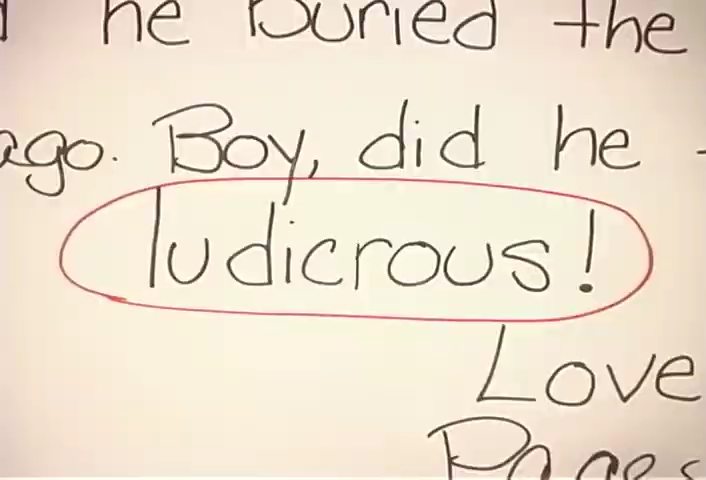 he buried the
ago. Boy, did he
ludicrous!
Love